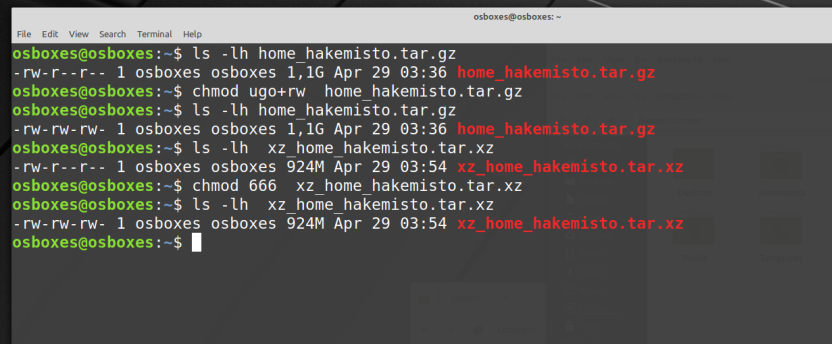 osboxes@osboxes: ~
File Edit View Search Terminal Help
osboxes@osboxes:~$ ls -lh home_hakemisto.tar.gz
-rw-r--r-- 1 osboxes osboxes 1,1G Apr 29 03:36 home_hakemisto.tar.gz
osboxes@osboxes:~$ chmod ugo+rw  home_hakemisto.tar.gz
osboxes@osboxes:~$ ls -lh home_hakemisto.tar.gz
-rw-rw-rw- 1 osboxes osboxes 1,1G Apr 29 03:36 home_hakemisto.tar.gz
osboxes@osboxes:~$ ls -lh  xz_home_hakemisto.tar.xz
-rw-r--r-- 1 osboxes osboxes 924M Apr 29 03:54 xz_home_hakemisto.tar.xz
osboxes@osboxes:~$ chmod 666  xz_home_hakemisto.tar.xz
osboxes@osboxes:~$ ls -lh  xz_home_hakemisto.tar.xz
-rw-rw-rw- 1 osboxes osboxes 924M Apr 29 03:54 xz_home_hakemisto.tar.xz
osboxes@osboxes:~$